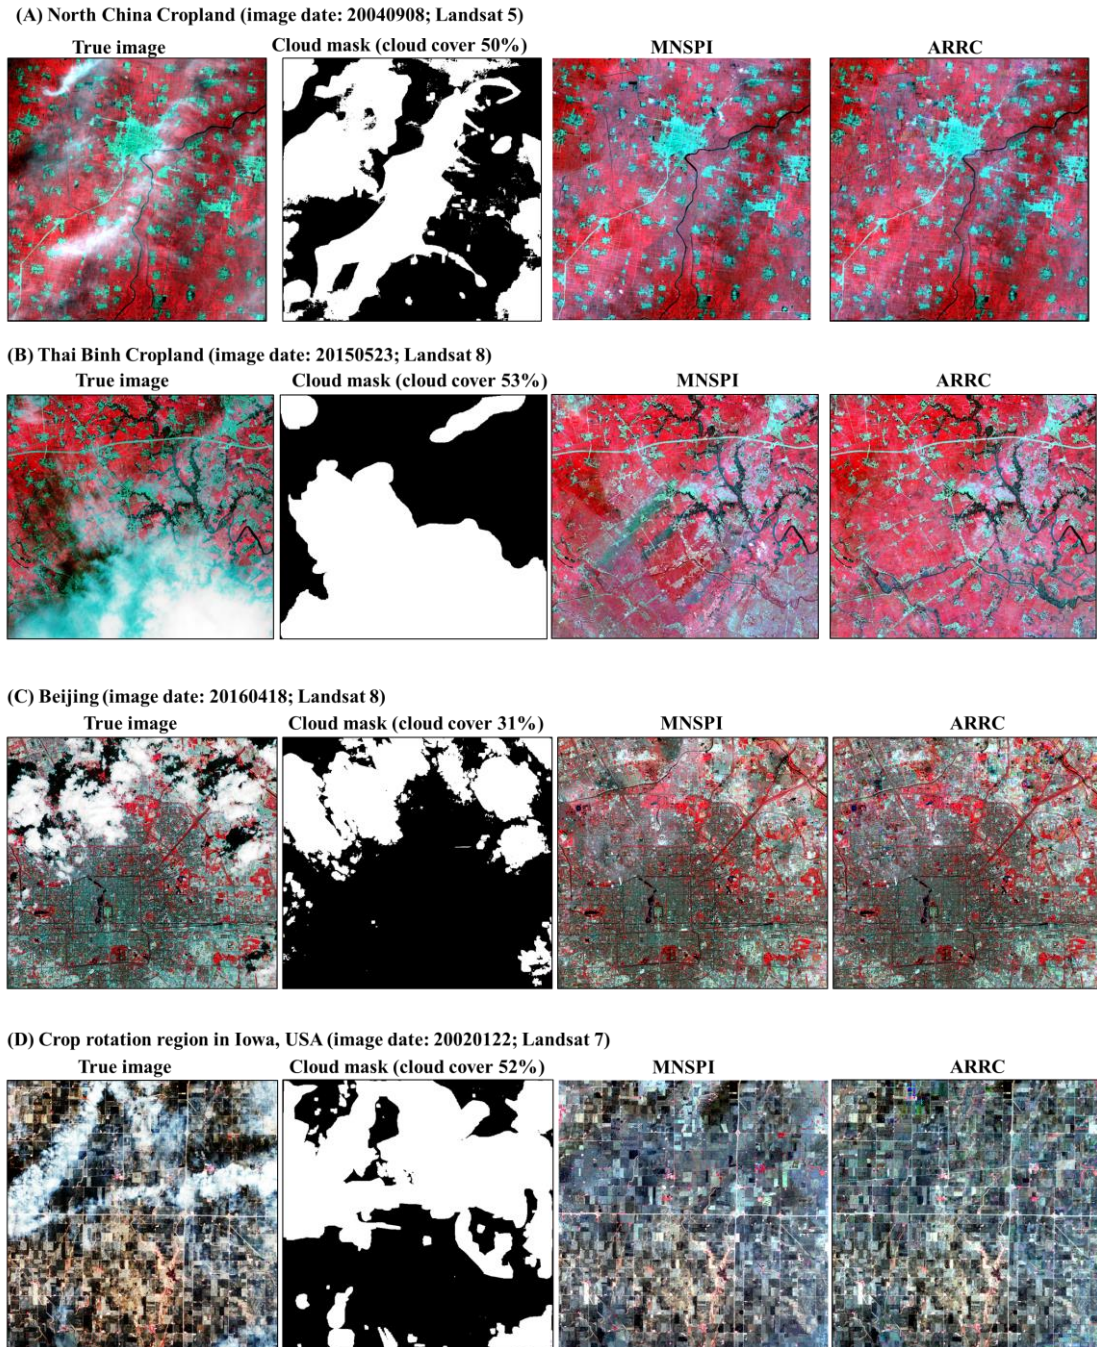 (A) North China Cropland (image date: 20040908; Landsat 5)
True image Cloud mask (cloud cover 50%) MNSPI ARRC
(B) Thai Binh Cropland (image date: 20150523; Landsat 8)
True image Cloud mask (cloud cover 53%) MNSPI ARRC
(C) Beijing (image date: 20160418; Landsat 8)
True image Cloud mask (cloud cover 31%) MNSPI ARRC
(D) Crop rotation region in Iowa, USA (image date: 20020122; Landsat 7)
True image Cloud mask (cloud cover 52%) MNSPI ARRC